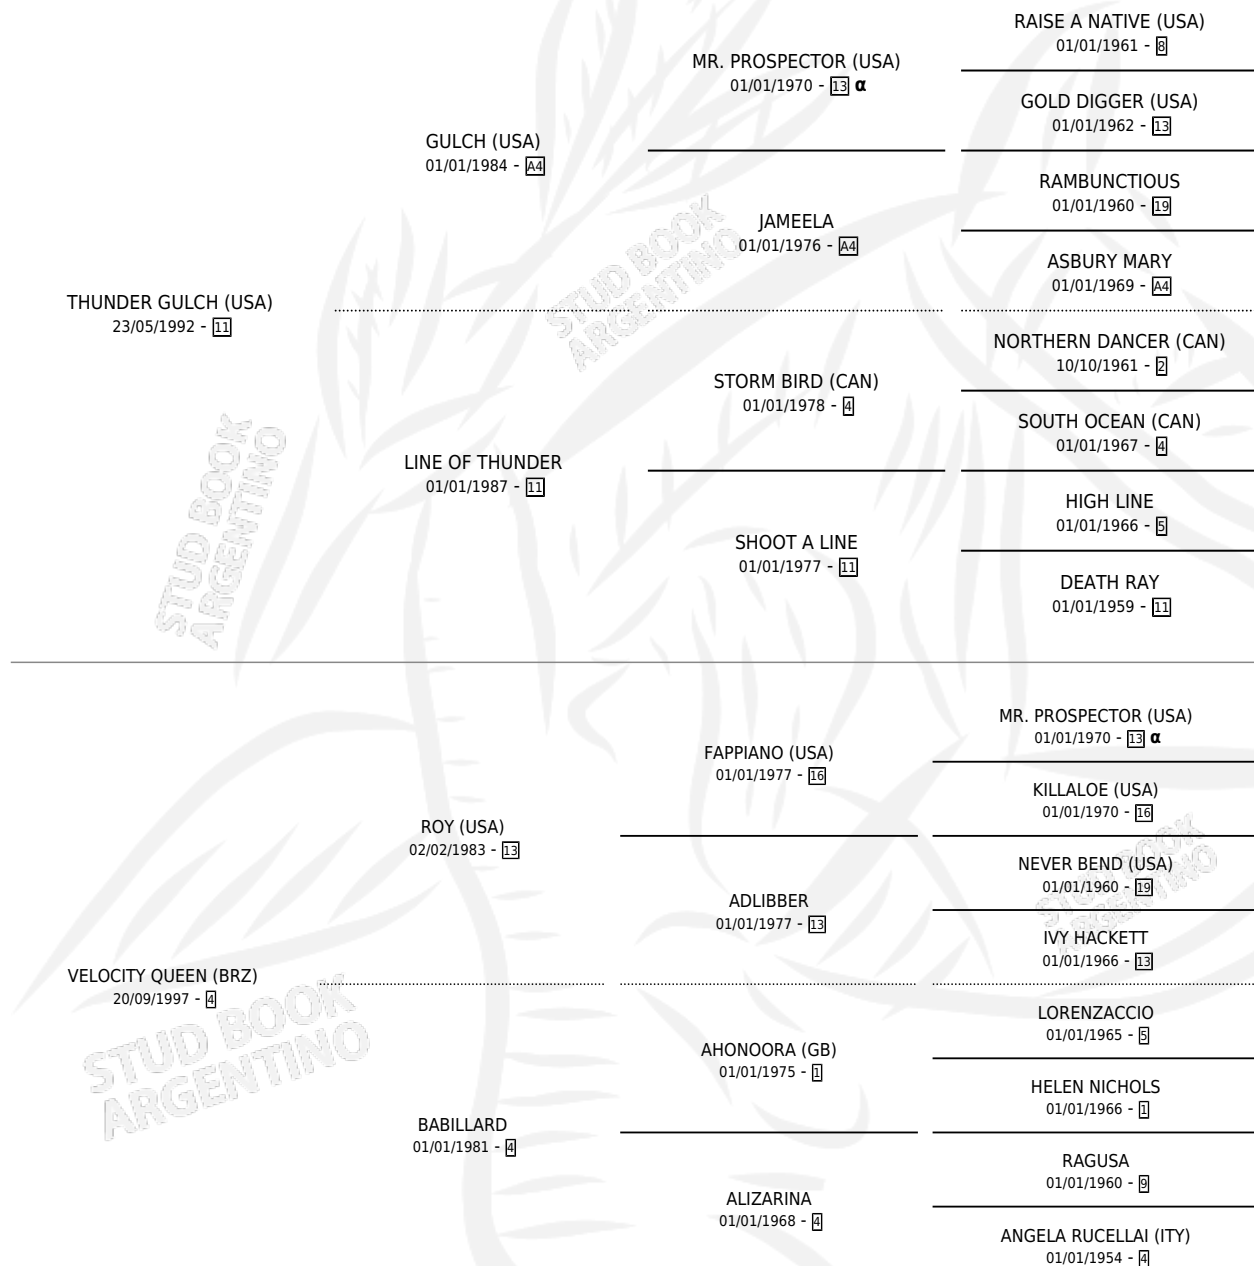 RAISE A NATIVE (USA)
01/01/1961 - 8
MR. PROSPECTOR (USA)
01/01/1970 - 13 α
GOLD DIGGER (USA)
01/01/1962 - 13
GULCH (USA)
01/01/1984 - A4
RAMBUNCTIOUS
01/01/1960 - 19
JAMEELA
01/01/1976 - A4
ASBURY MARY
01/01/1969 - A4
THUNDER GULCH (USA)
23/05/1992 - 11
NORTHERN DANCER (CAN)
10/10/1961 - 2
STORM BIRD (CAN)
01/01/1978 - 4
SOUTH OCEAN (CAN)
01/01/1967 - 4
LINE OF THUNDER
01/01/1987 - 11
HIGH LINE
01/01/1966 - 5
SHOOT A LINE
01/01/1977 - 11
DEATH RAY
01/01/1959 - 11
MR. PROSPECTOR (USA)
01/01/1970 - 13 α
FAPPIANO (USA)
01/01/1977 - 16
KILLALOE (USA)
01/01/1970 - 16
ROY (USA)
02/02/1983 - 13
NEVER BEND (USA)
01/01/1960 - 19
ADLIBBER
01/01/1977 - 13
IVY HACKETT
01/01/1966 - 13
VELOCITY QUEEN (BRZ)
20/09/1997 - 4
LORENZACCIO
01/01/1965 - 5
AHONOORA (GB)
01/01/1975 - 1
HELEN NICHOLS
01/01/1966 - 1
BABILLARD
01/01/1981 - 4
RAGUSA
01/01/1960 - 9
ALIZARINA
01/01/1968 - 4
ANGELA RUCELLAI (ITY)
01/01/1954 - 4
STUD BOOK
ARGENTINO
STUD BOOK
ARGENTINO
STUD BOOK
ARGENTINO
STUD BOOK
ARGENTINO